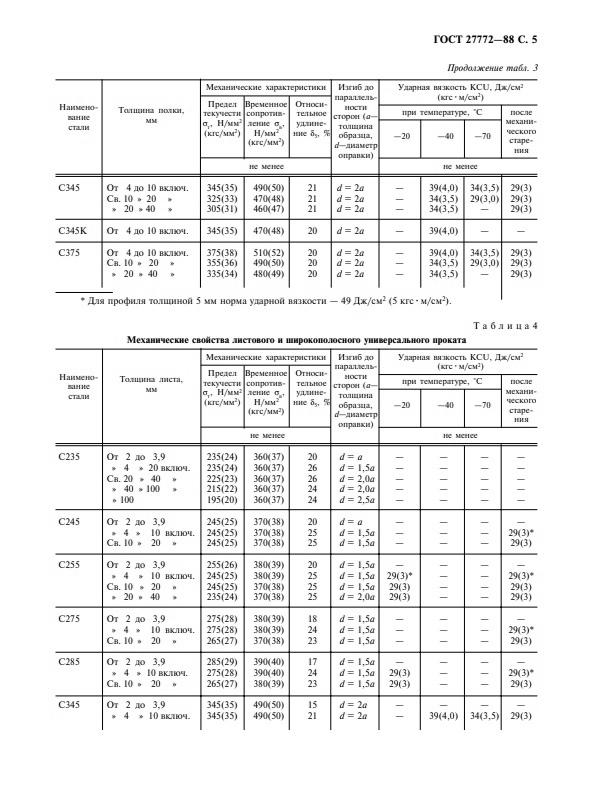 ГОСТ 27772—88 С. 5
Продолжение табл. 3
Наименование стали | Толщина полки, мм | Механические характеристики | Изгиб до параллельности сторон (a—толщина образца, d—диаметр оправки) | Ударная вязкость KCU, Дж/см² (кгс · м/см²)
Предел текучести σт, Н/мм² (кгс/мм²) | Временное сопротивление σв, Н/мм² (кгс/мм²) | Относительное удлинение δ5, % | при температуре, °С | после механического старения
−20 | −40 | −70
не менее | не менее
С345 | От 4 до 10 включ. | 345(35) | 490(50) | 21 | d = 2a | — | 39(4,0) | 34(3,5) | 29(3)
Св. 10 » 20 » | 325(33) | 470(48) | 21 | d = 2a | — | 34(3,5) | 29(3,0) | 29(3)
» 20 » 40 » | 305(31) | 460(47) | 21 | d = 2a | — | 34(3,5) | — | 29(3)
С345К | От 4 до 10 включ. | 345(35) | 470(48) | 20 | d = 2a | — | 39(4,0) | — | —
С375 | От 4 до 10 включ. | 375(38) | 510(52) | 20 | d = 2a | — | 39(4,0) | 34(3,5) | 29(3)
Св. 10 » 20 » | 355(36) | 490(50) | 20 | d = 2a | — | 34(3,5) | 29(3,0) | 29(3)
» 20 » 40 » | 335(34) | 480(49) | 20 | d = 2a | — | 34(3,5) | — | 29(3)
* Для профиля толщиной 5 мм норма ударной вязкости — 49 Дж/см² (5 кгс · м/см²).
Таблица 4
Механические свойства листового и широкополосного универсального проката
Наименование стали | Толщина листа, мм | Механические характеристики | Изгиб до параллельности сторон (a—толщина образца, d—диаметр оправки) | Ударная вязкость KCU, Дж/см² (кгс · м/см²)
Предел текучести σт, Н/мм² (кгс/мм²) | Временное сопротивление σв, Н/мм² (кгс/мм²) | Относительное удлинение δ5, % | при температуре, °С | после механического старения
−20 | −40 | −70
не менее | не менее
С235 | От 2 до 3,9 | 235(24) | 360(37) | 20 | d = a | — | — | — | —
» 4 » 20 включ. | 235(24) | 360(37) | 26 | d = 1,5a | — | — | — | —
Св. 20 » 40 » | 225(23) | 360(37) | 26 | d = 2,0a | — | — | — | —
» 40 » 100 » | 215(22) | 360(37) | 24 | d = 2,0a | — | — | — | —
» 100 | 195(20) | 360(37) | 24 | d = 2,5a | — | — | — | —
С245 | От 2 до 3,9 | 245(25) | 370(38) | 20 | d = a | — | — | — | —
» 4 » 10 включ. | 245(25) | 370(38) | 25 | d = 1,5a | — | — | — | 29(3)*
Св. 10 » 20 » | 245(25) | 370(38) | 25 | d = 1,5a | — | — | — | 29(3)
С255 | От 2 до 3,9 | 255(26) | 380(39) | 20 | d = 1,5a | — | — | — | —
» 4 » 10 включ. | 245(25) | 380(39) | 25 | d = 1,5a | 29(3)* | — | — | 29(3)*
Св. 10 » 20 » | 245(25) | 370(38) | 25 | d = 1,5a | 29(3) | — | — | 29(3)
» 20 » 40 » | 235(24) | 370(38) | 25 | d = 2,0a | 29(3) | — | — | 29(3)
С275 | От 2 до 3,9 | 275(28) | 380(39) | 18 | d = 1,5a | — | — | — | —
» 4 » 10 включ. | 275(28) | 380(39) | 24 | d = 1,5a | — | — | — | 29(3)*
Св. 10 » 20 » | 265(27) | 370(38) | 23 | d = 1,5a | — | — | — | 29(3)
С285 | От 2 до 3,9 | 285(29) | 390(40) | 17 | d = 1,5a | — | — | — | —
» 4 » 10 включ. | 275(28) | 390(40) | 24 | d = 1,5a | 29(3) | — | — | 29(3)*
Св. 10 » 20 » | 265(27) | 380(39) | 23 | d = 1,5a | 29(3) | — | — | 29(3)
С345 | От 2 до 3,9 | 345(35) | 490(50) | 15 | d = 2a | — | — | — | —
» 4 » 10 включ. | 345(35) | 490(50) | 21 | d = 2a | — | 39(4,0) | 34(3,5) | 29(3)